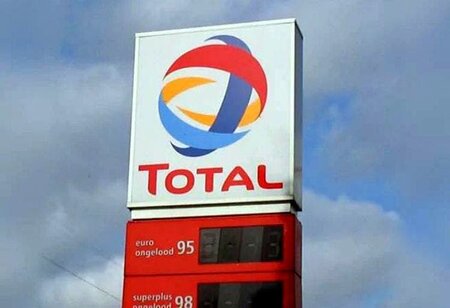 TOTAL
euro
ongelood 95
superplus
ongelood 98